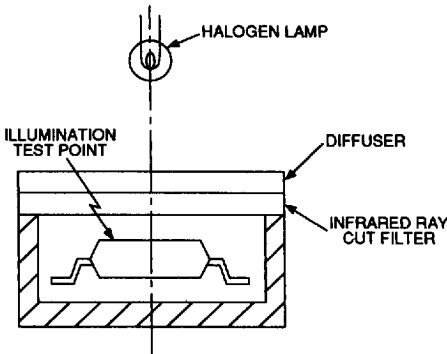 HALOGEN LAMP
ILLUMINATION
TEST POINT
DIFFUSER
INFRARED RAY
CUT FILTER